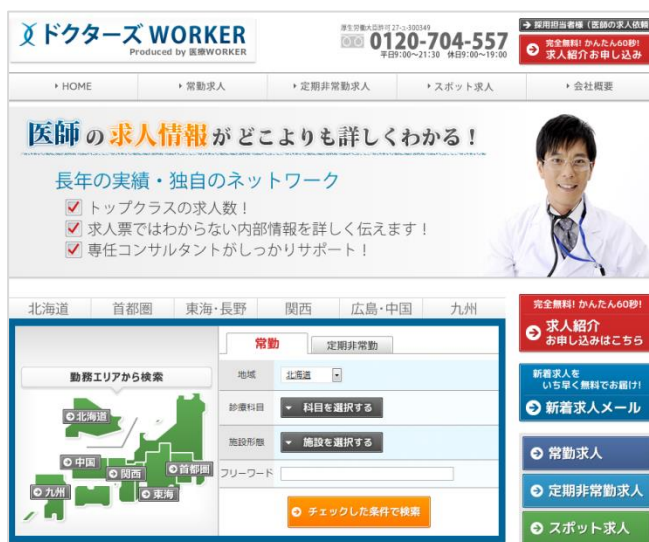 ドクターズ WORKER
Produced by 医療WORKER
厚生労働大臣許可 27-ユ-300349
0120-704-557
平日9:00～21:30 休日9:00～19:00
採用担当者様（医師の求人依頼
完全無料! かんたん60秒!
求人紹介お申し込み
HOME
常勤求人
定期非常勤求人
スポット求人
会社概要
医師の求人情報がどこよりも詳しくわかる！
長年の実績・独自のネットワーク
トップクラスの求人数！
求人票ではわからない内部情報を詳しく伝えます！
専任コンサルタントがしっかりサポート！
北海道
首都圏
東海・長野
関西
広島・中国
九州
勤務エリアから検索
北海道
中国
関西
首都圏
九州
東海
常勤
定期非常勤
地域
北海道
診療科目
科目を選択する
施設形態
施設を選択する
フリーワード
チェックした条件で検索
完全無料! かんたん60秒!
求人紹介
お申し込みはこちら
新着求人を
いち早く無料でお届け!
新着求人メール
常勤求人
定期非常勤求人
スポット求人